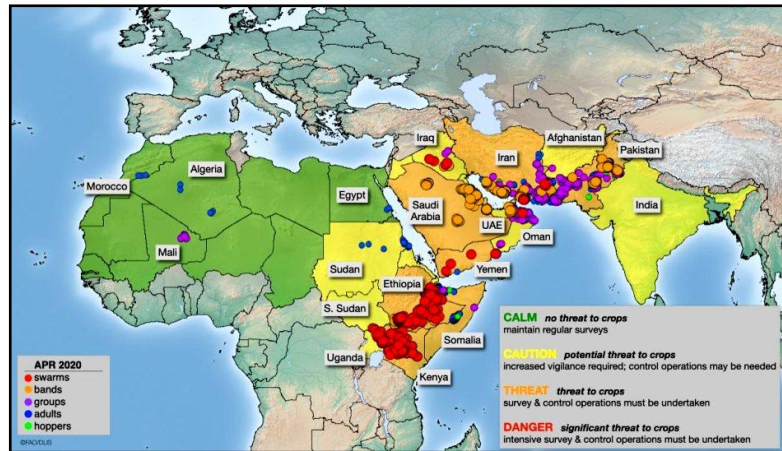 Afghanistan
Iraq
Iran
Pakistan
Algeria
Morocco
Egypt
Saudi
Arabia
India
UAE
Oman
Mali
Sudan
Yemen
Ethiopia
S. Sudan
Somalia
Uganda
Kenya
APR 2020
swarms
bands
groups
adults
hoppers
©FAO/DLIS
CALM no threat to crops
maintain regular surveys
CAUTION potential threat to crops
increased vigilance required; control operations may be needed
THREAT threat to crops
survey & control operations must be undertaken
DANGER significant threat to crops
intensive survey & control operations must be undertaken